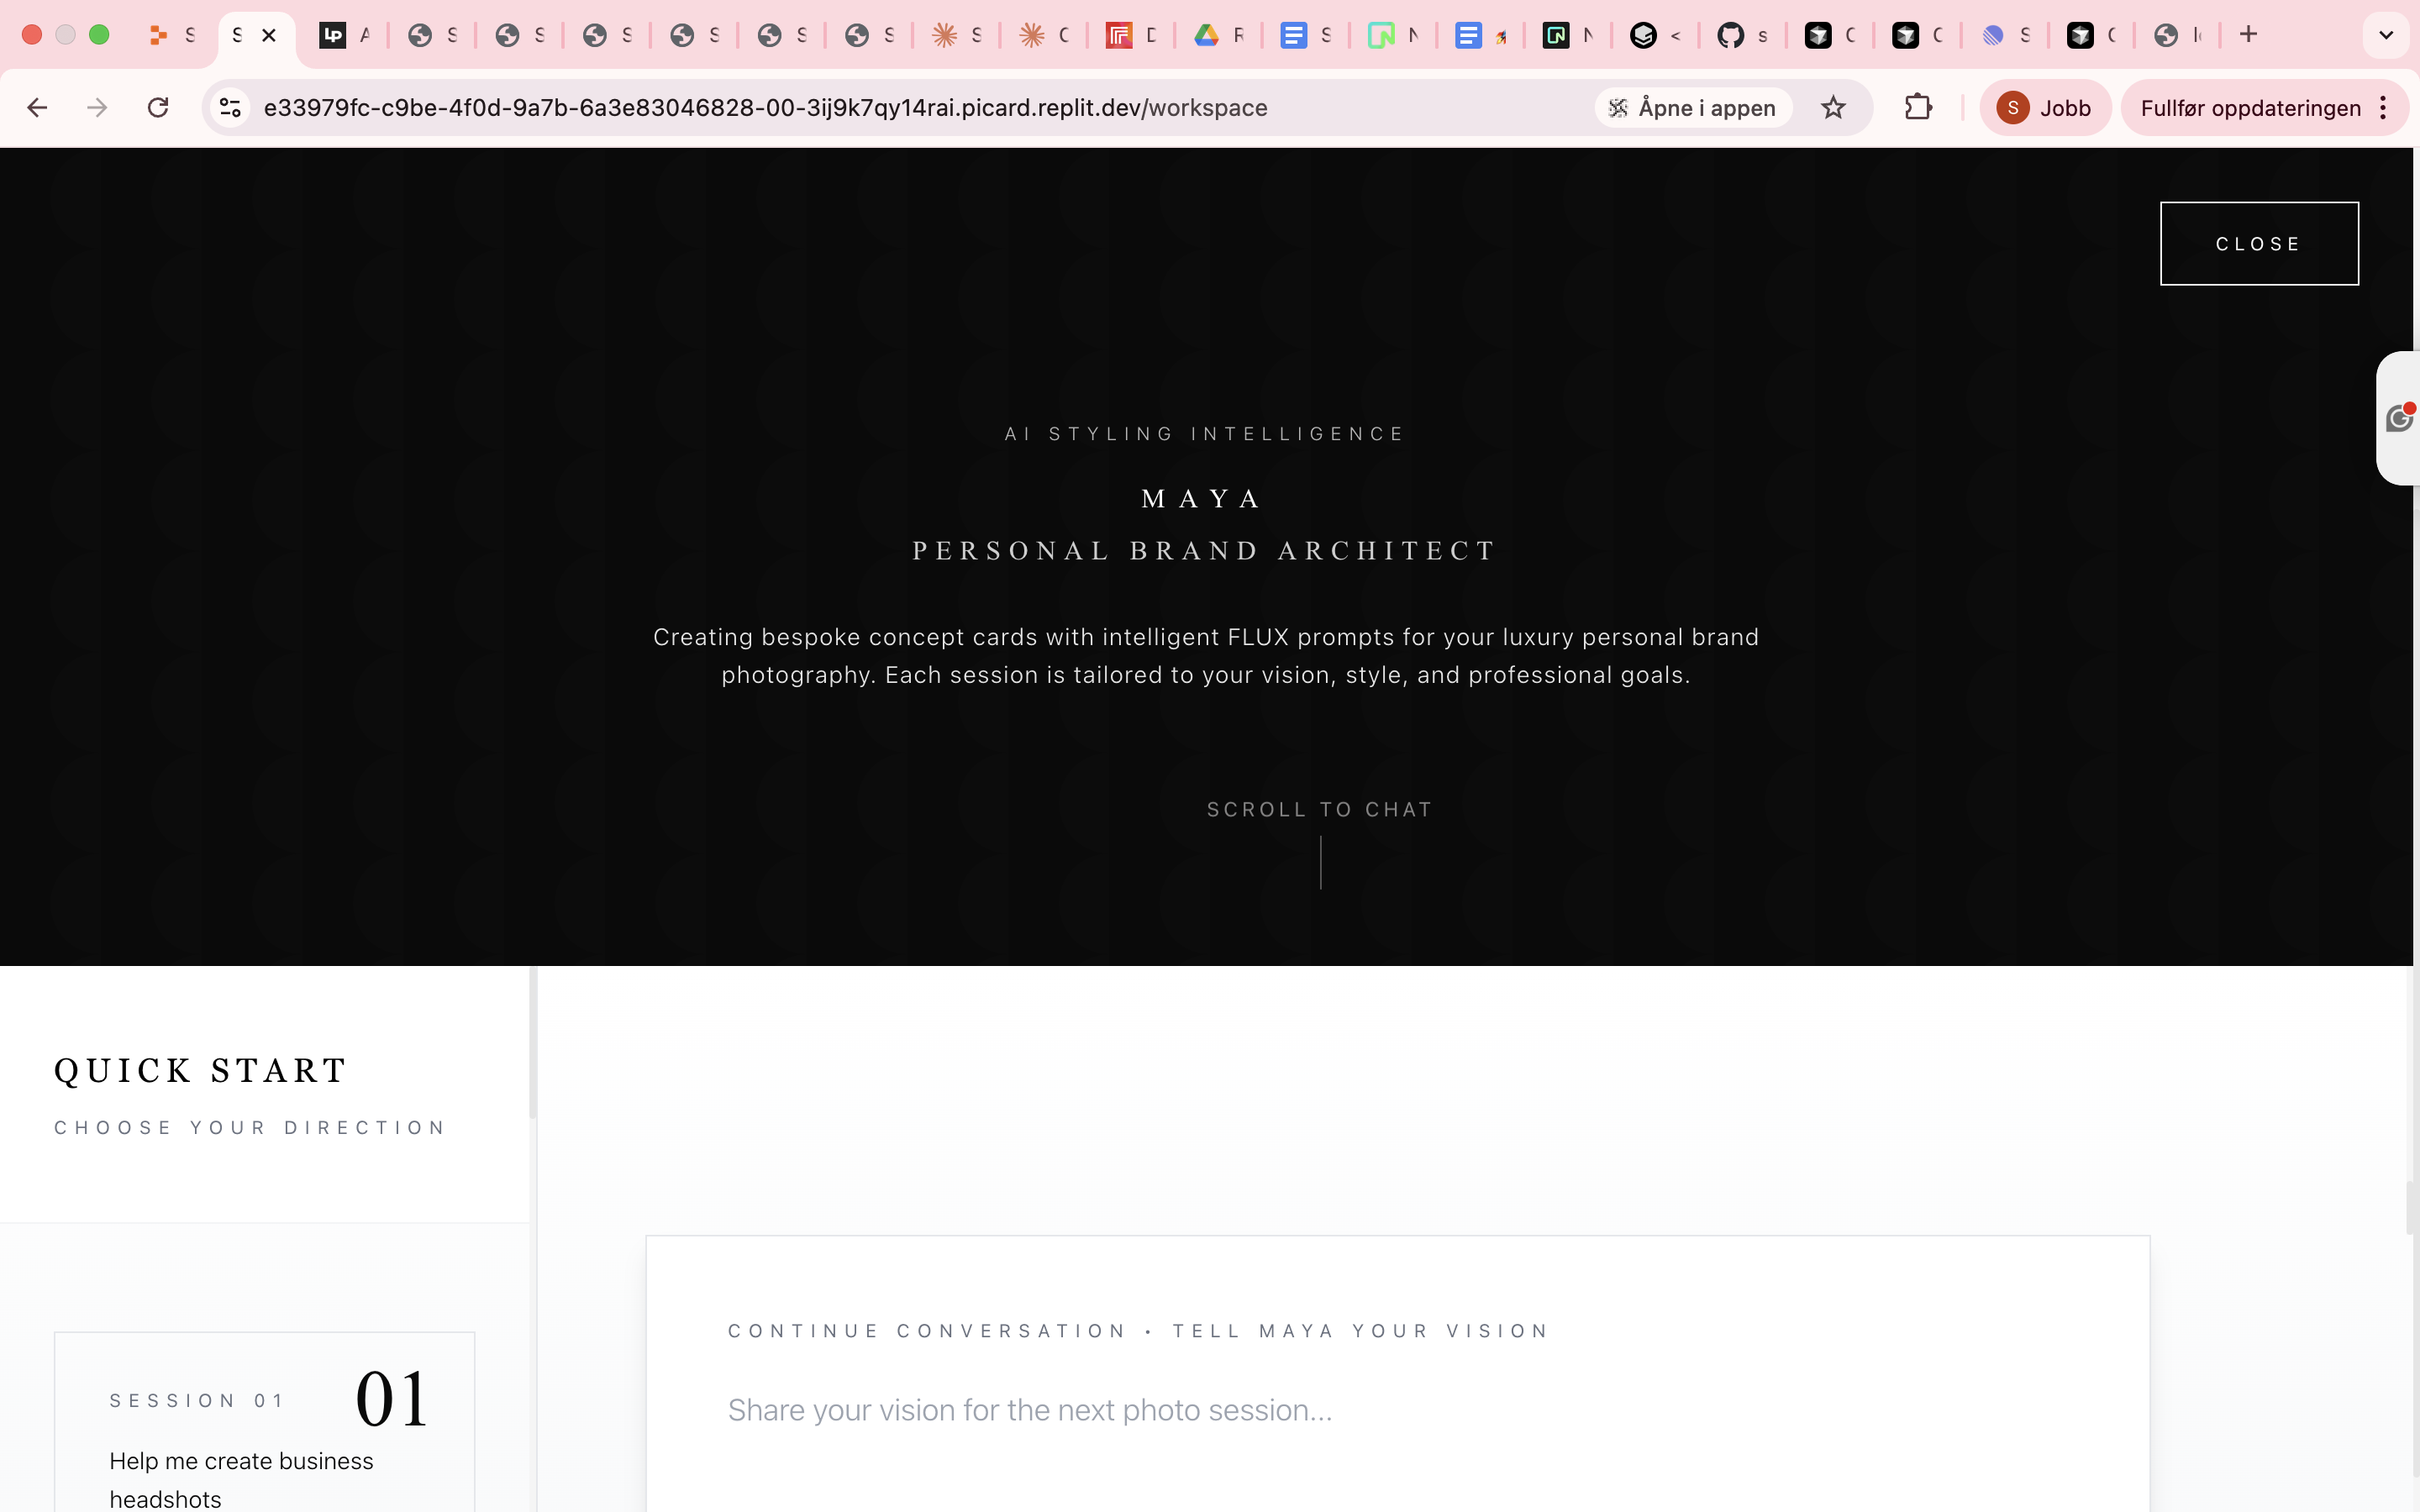 S
S
A
S
S
S
S
S
S
S
C
D
R
S
N
N
<
s
C
C
S
C
e33979fc-c9be-4f0d-9a7b-6a3e83046828-00-3ij9k7qy14rai.picard.replit.dev/workspace
Åpne i appen
S
Jobb
Fullfør oppdateringen
CLOSE
AI STYLING INTELLIGENCE
MAYA
PERSONAL BRAND ARCHITECT
Creating bespoke concept cards with intelligent FLUX prompts for your luxury personal brand
photography. Each session is tailored to your vision, style, and professional goals.
SCROLL TO CHAT
QUICK START
CHOOSE YOUR DIRECTION
SESSION 01
01
Help me create business
headshots
CONTINUE CONVERSATION • TELL MAYA YOUR VISION
Share your vision for the next photo session...